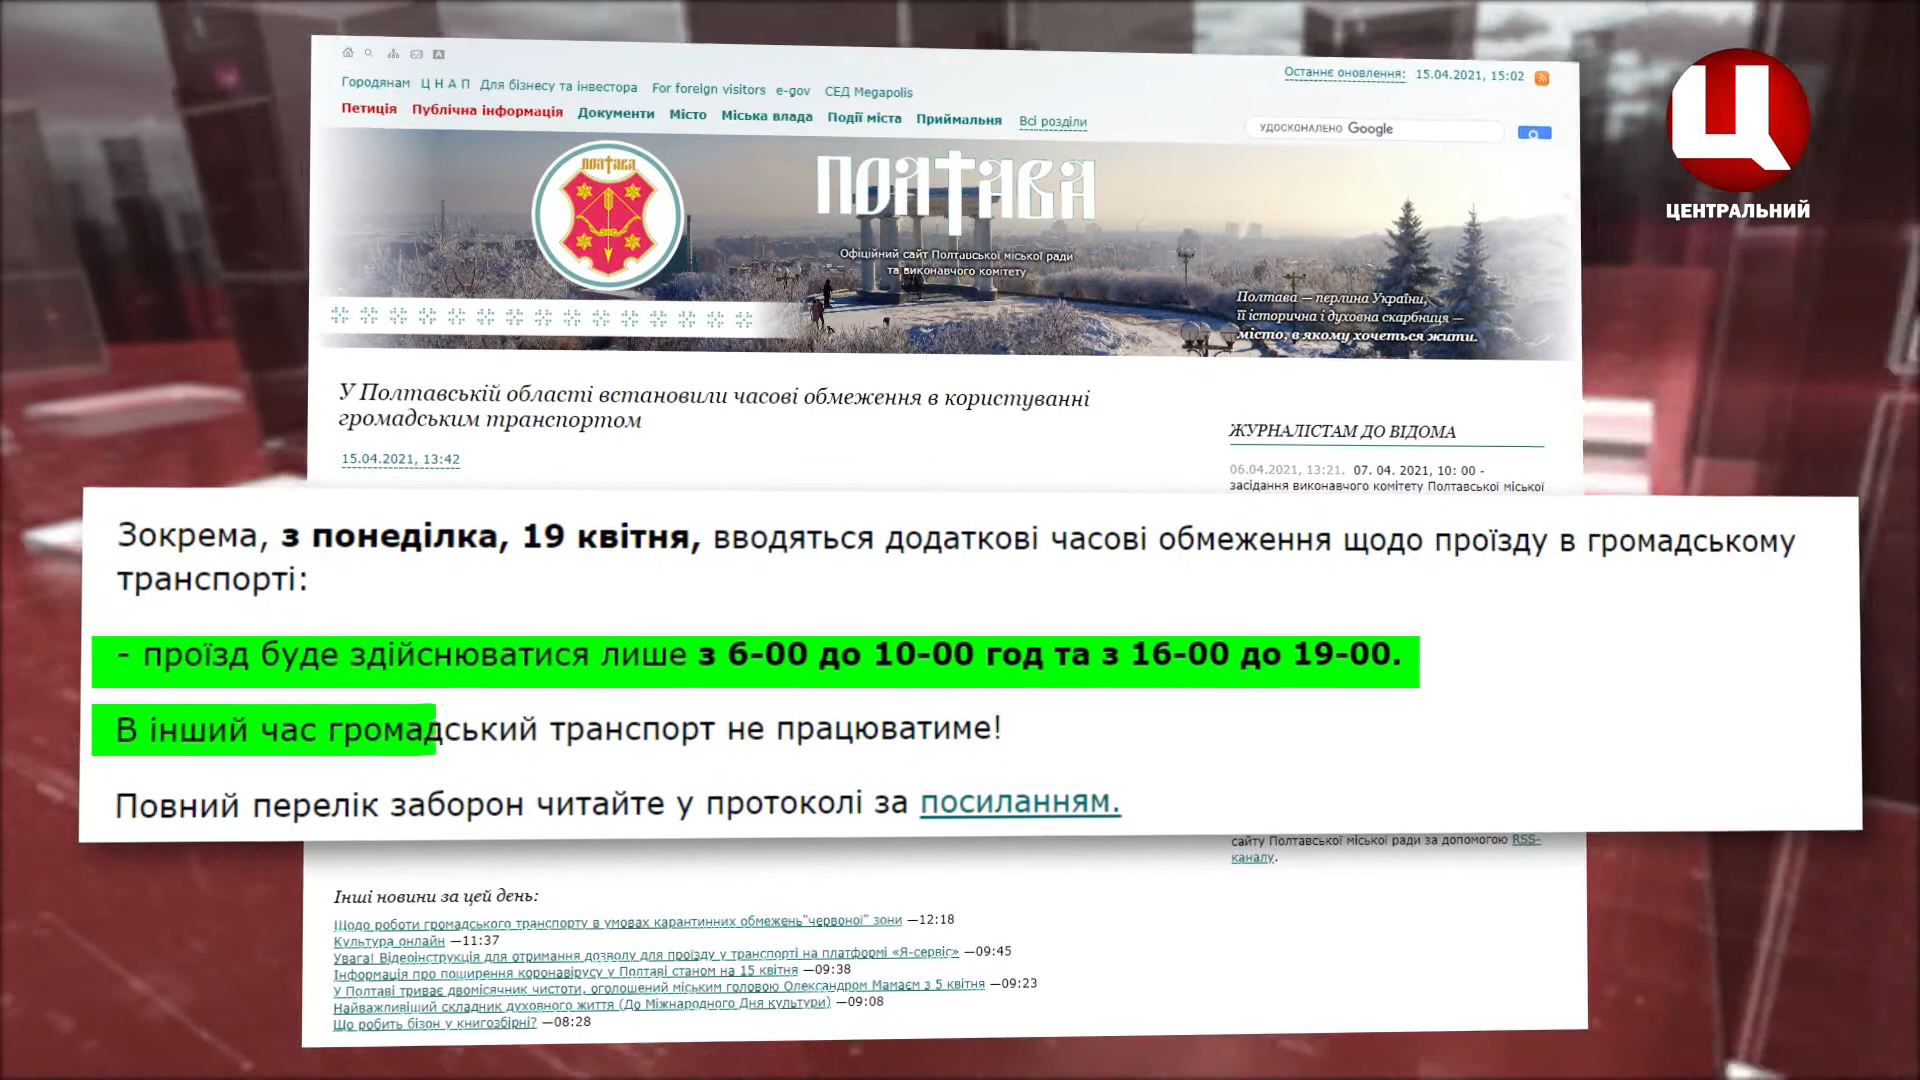 Останнє оновлення: 15.04.2021, 15:02
Городянам Ц Н А П Для бізнесу та інвестора For foreign visitors e-gov СЕД Megapolis
Петиція Публічна інформація Документи Місто Міська влада Події міста Приймальня Всі розділи
удосконалено Google
Ц
ЦЕНТРАЛЬНИЙ
полтава
ПОЛТАВА
Офіційний сайт Полтавської міської ради
та виконавчого комітету
Полтава — перлина України,
її історична і духовна скарбниця —
місто, в якому хочеться жити.
У Полтавській області встановили часові обмеження в користуванні
громадським транспортом
15.04.2021, 13:42
ЖУРНАЛІСТАМ ДО ВІДОМА
06.04.2021, 13:21. 07. 04. 2021, 10: 00 -
засідання виконавчого комітету Полтавської міської
Зокрема, з понеділка, 19 квітня, вводяться додаткові часові обмеження щодо проїзду в громадському
транспорті:
- проїзд буде здійснюватися лише з 6-00 до 10-00 год та з 16-00 до 19-00.
В інший час громадський транспорт не працюватиме!
Повний перелік заборон читайте у протоколі за посиланням.
сайту Полтавської міської ради за допомогою RSS-
каналу.
Інші новини за цей день:
Щодо роботи громадського транспорту в умовах карантинних обмежень"червоної" зони —12:18
Культура онлайн —11:37
Увага! Відеоінструкція для отримання дозволу для проїзду у транспорті на платформі «Я-сервіс» —09:45
Інформація про поширення коронавірусу у Полтаві станом на 15 квітня —09:38
У Полтаві триває двомісячник чистоти, оголошений міським головою Олександром Мамаєм з 5 квітня —09:23
Найважливіший складник духовного життя (До Міжнародного Дня культури) —09:08
Що робить бізон у книгозбірні? —08:28